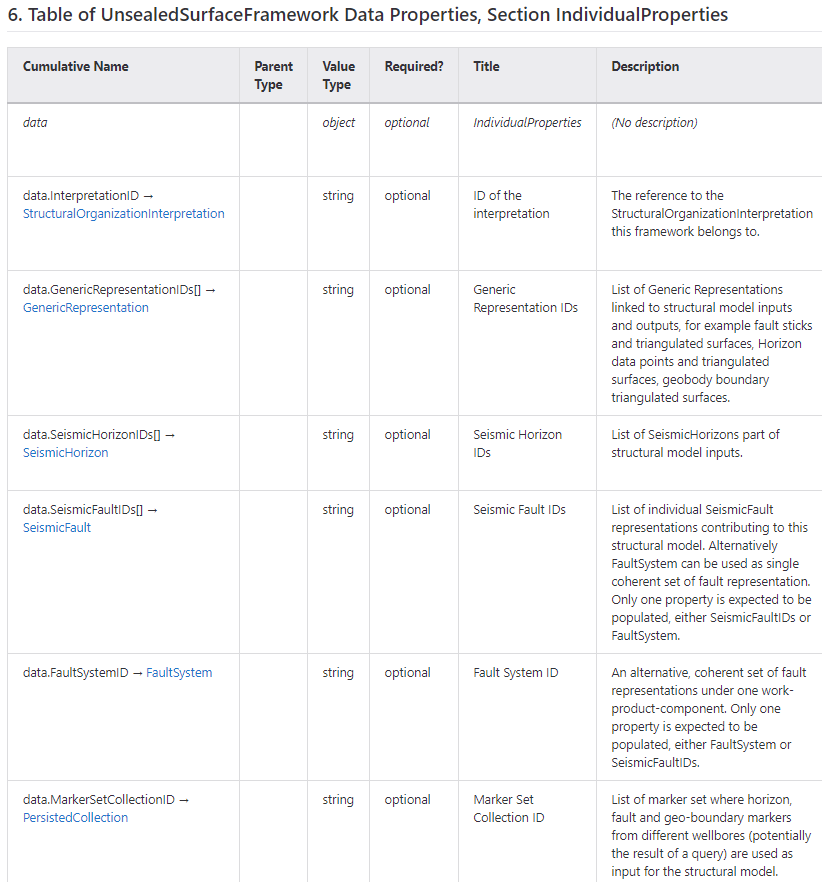 6. Table of UnsealedSurfaceFramework Data Properties, Section IndividualProperties
Cumulative Name Parent Type Value Type Required? Title Description
data object optional IndividualProperties (No description)
data.InterpretationID → string optional ID of the The reference to the
StructuralOrganizationInterpretation interpretation StructuralOrganizationInterpretation
this framework belongs to.
data.GenericRepresentationIDs[] → string optional Generic List of Generic Representations
GenericRepresentation Representation IDs linked to structural model inputs
and outputs, for example fault sticks
and triangulated surfaces, Horizon
data points and triangulated
surfaces, geobody boundary
triangulated surfaces.
data.SeismicHorizonIDs[] → string optional Seismic Horizon List of SeismicHorizons part of
SeismicHorizon IDs structural model inputs.
data.SeismicFaultIDs[] → string optional Seismic Fault IDs List of individual SeismicFault
SeismicFault representations contributing to this
structural model. Alternatively
FaultSystem can be used as single
coherent set of fault representation.
Only one property is expected to be
populated, either SeismicFaultIDs or
FaultSystem.
data.FaultSystemID → FaultSystem string optional Fault System ID An alternative, coherent set of fault
representations under one work-
product-component. Only one
property is expected to be
populated, either FaultSystem or
SeismicFaultIDs.
data.MarkerSetCollectionID → string optional Marker Set List of marker set where horizon,
PersistedCollection Collection ID fault and geo-boundary markers
from different wellbores (potentially
the result of a query) are used as
input for the structural model.